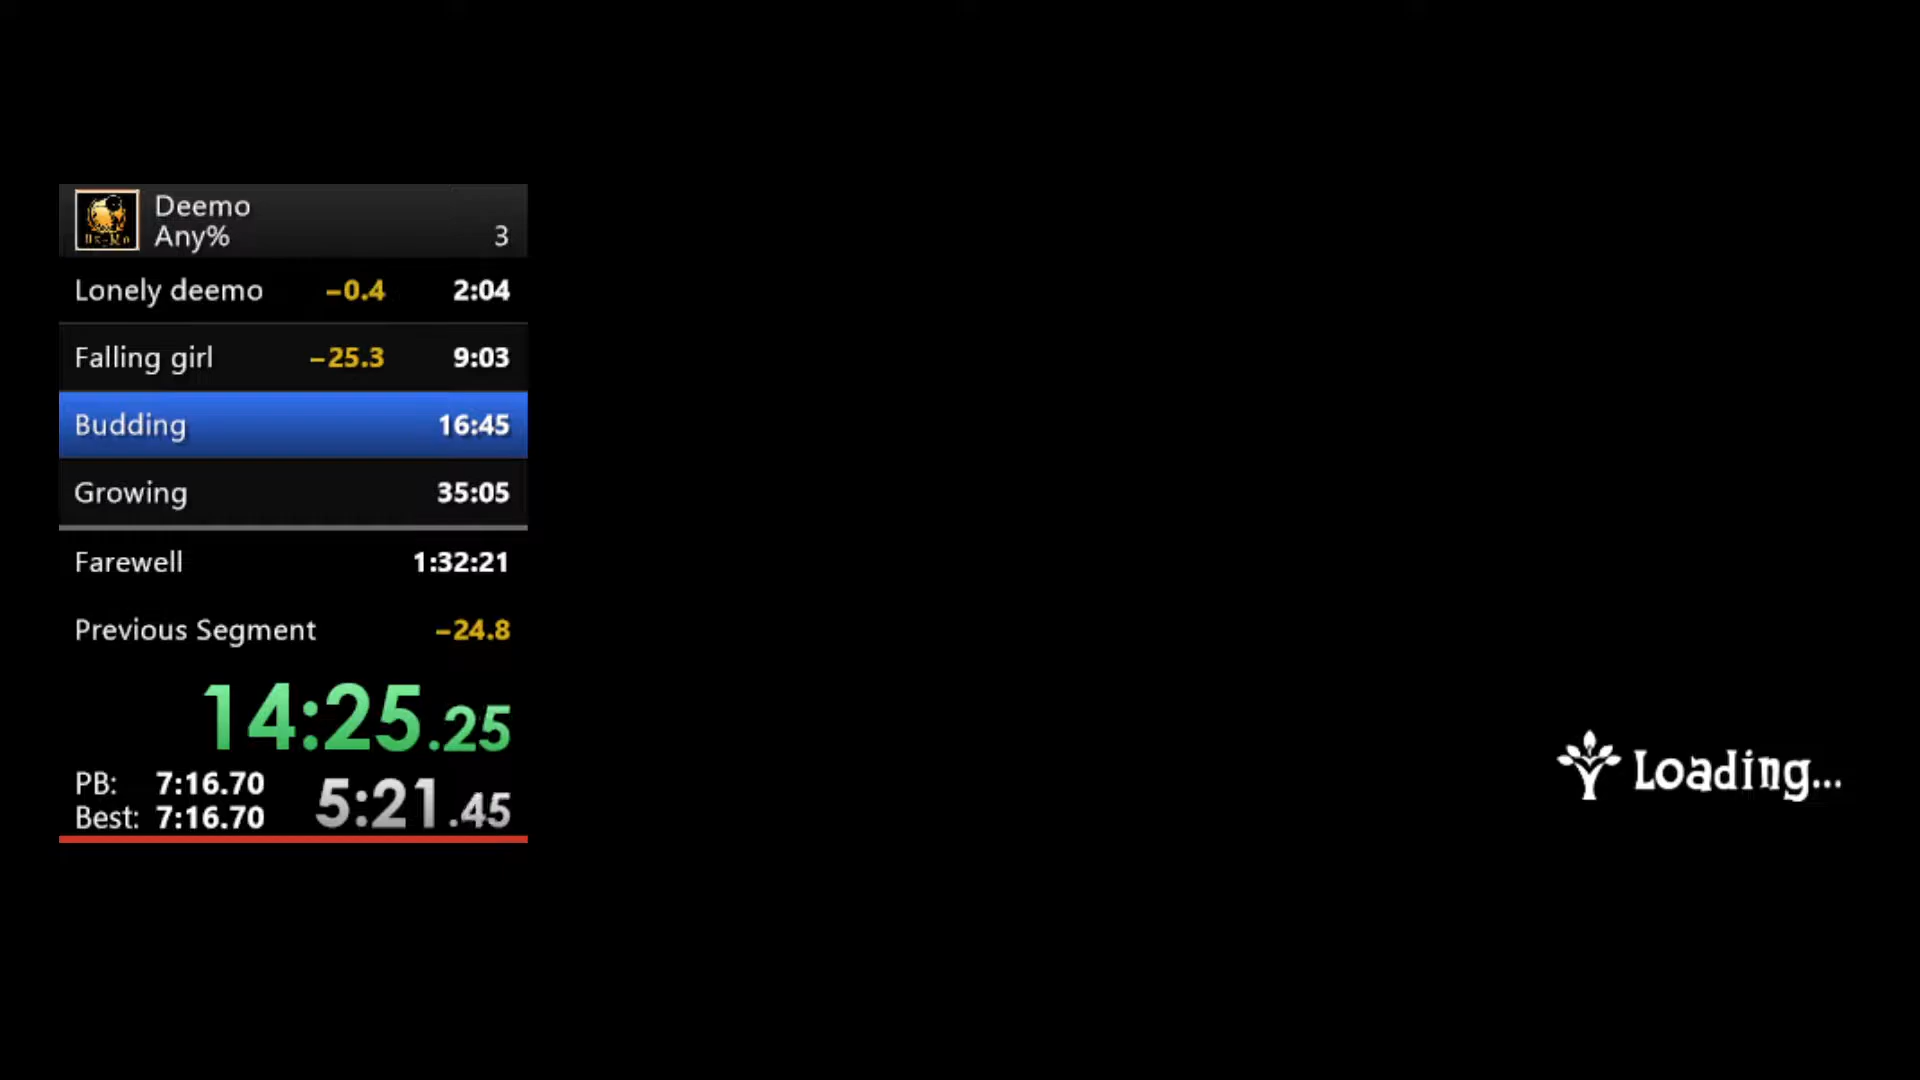 Deemo
Any% 3
Lonely deemo −0.4 2:04
Falling girl −25.3 9:03
Budding 16:45
Growing 35:05
Farewell 1:32:21
Previous Segment −24.8
14:25.25
PB: 7:16.70
Best: 7:16.70
5:21.45
Loading...